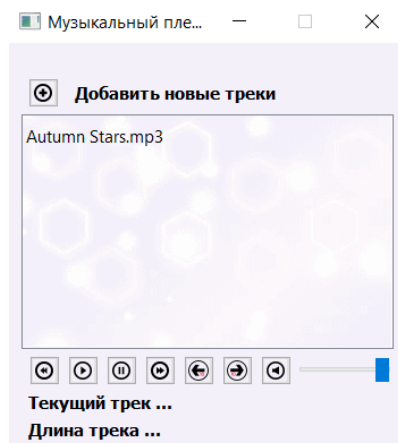 Музыкальный пле...
Добавить новые треки
Autumn Stars.mp3
Текущий трек ...
Длина трека ...